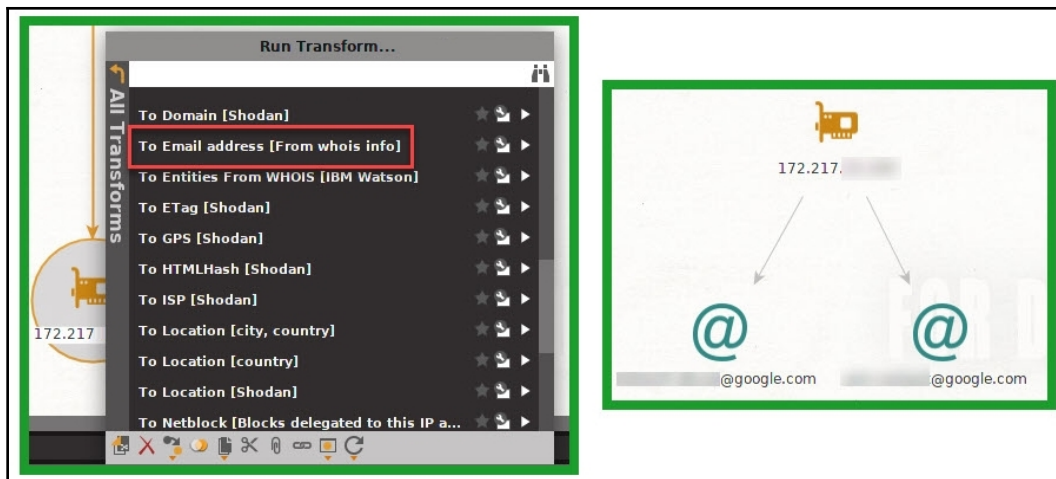 Run Transform...
All Transforms
To Domain [Shodan]
To Email address [From whois info]
To Entities From WHOIS [IBM Watson]
To ETag [Shodan]
To GPS [Shodan]
To HTMLHash [Shodan]
To ISP [Shodan]
To Location [city, country]
To Location [country]
To Location [Shodan]
To Netblock [Blocks delegated to this IP a...
172.217
172.217.
@
@
@google.com
@google.com
FOR D